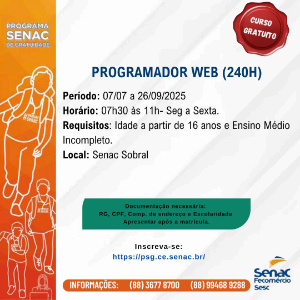 PROGRAMA
SENAC
DE GRATUIDADE
CURSO
GRATUITO
PROGRAMADOR WEB (240H)
Período: 07/07 a 26/09/2025
Horário: 07h30 às 11h- Seg a Sexta.
Requisitos: Idade a partir de 16 anos e Ensino Médio
Incompleto.
Local: Senac Sobral
Documentação necessária:
RG, CPF, Comp. de endereço e Escolaridade
Apresentar após a matrícula.
Inscreva-se:
https://psg.ce.senac.br/
INFORMAÇÕES: (88) 3677 8700 (88) 99468 9288
Senac
Fecomércio
Sesc